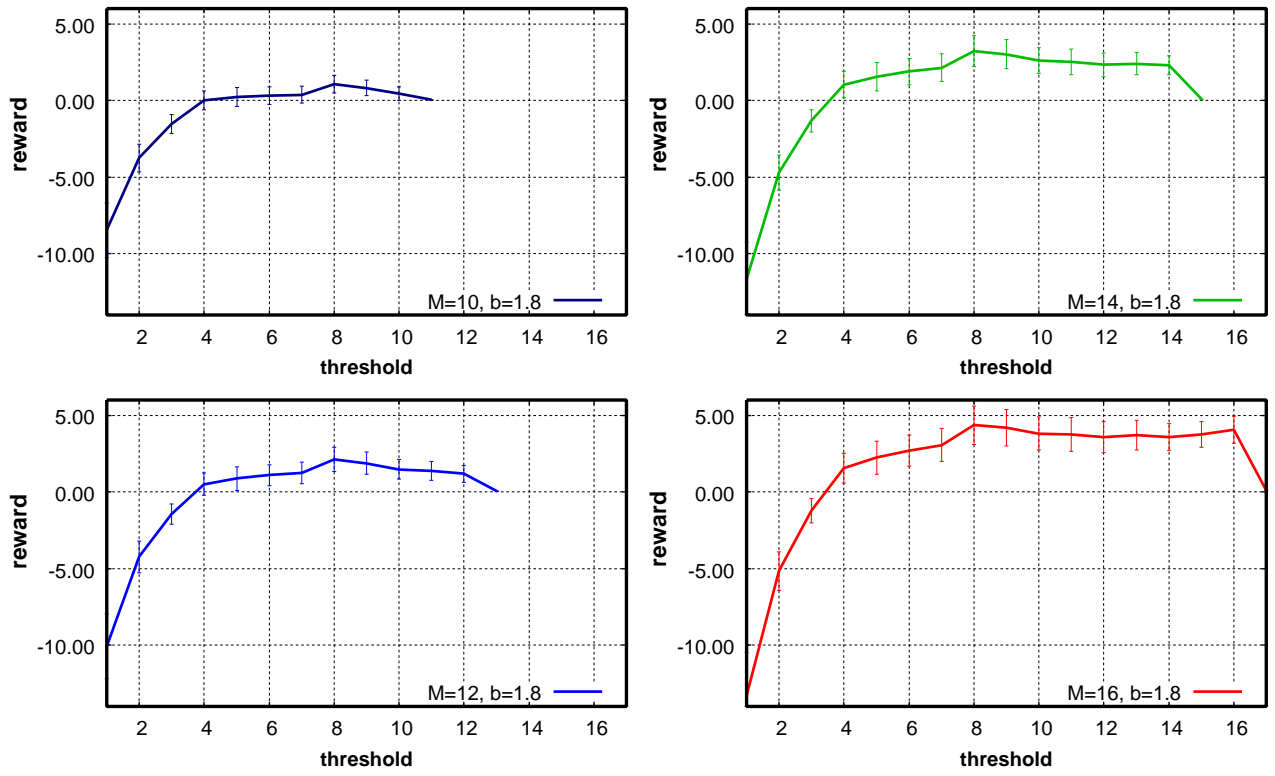 5.00
0.00
-5.00
-10.00
reward
M=10, b=1.8
2 4 6 8 10 12 14 16
threshold
5.00
0.00
-5.00
-10.00
reward
M=14, b=1.8
2 4 6 8 10 12 14 16
threshold
5.00
0.00
-5.00
-10.00
reward
M=12, b=1.8
2 4 6 8 10 12 14 16
threshold
5.00
0.00
-5.00
-10.00
reward
M=16, b=1.8
2 4 6 8 10 12 14 16
threshold